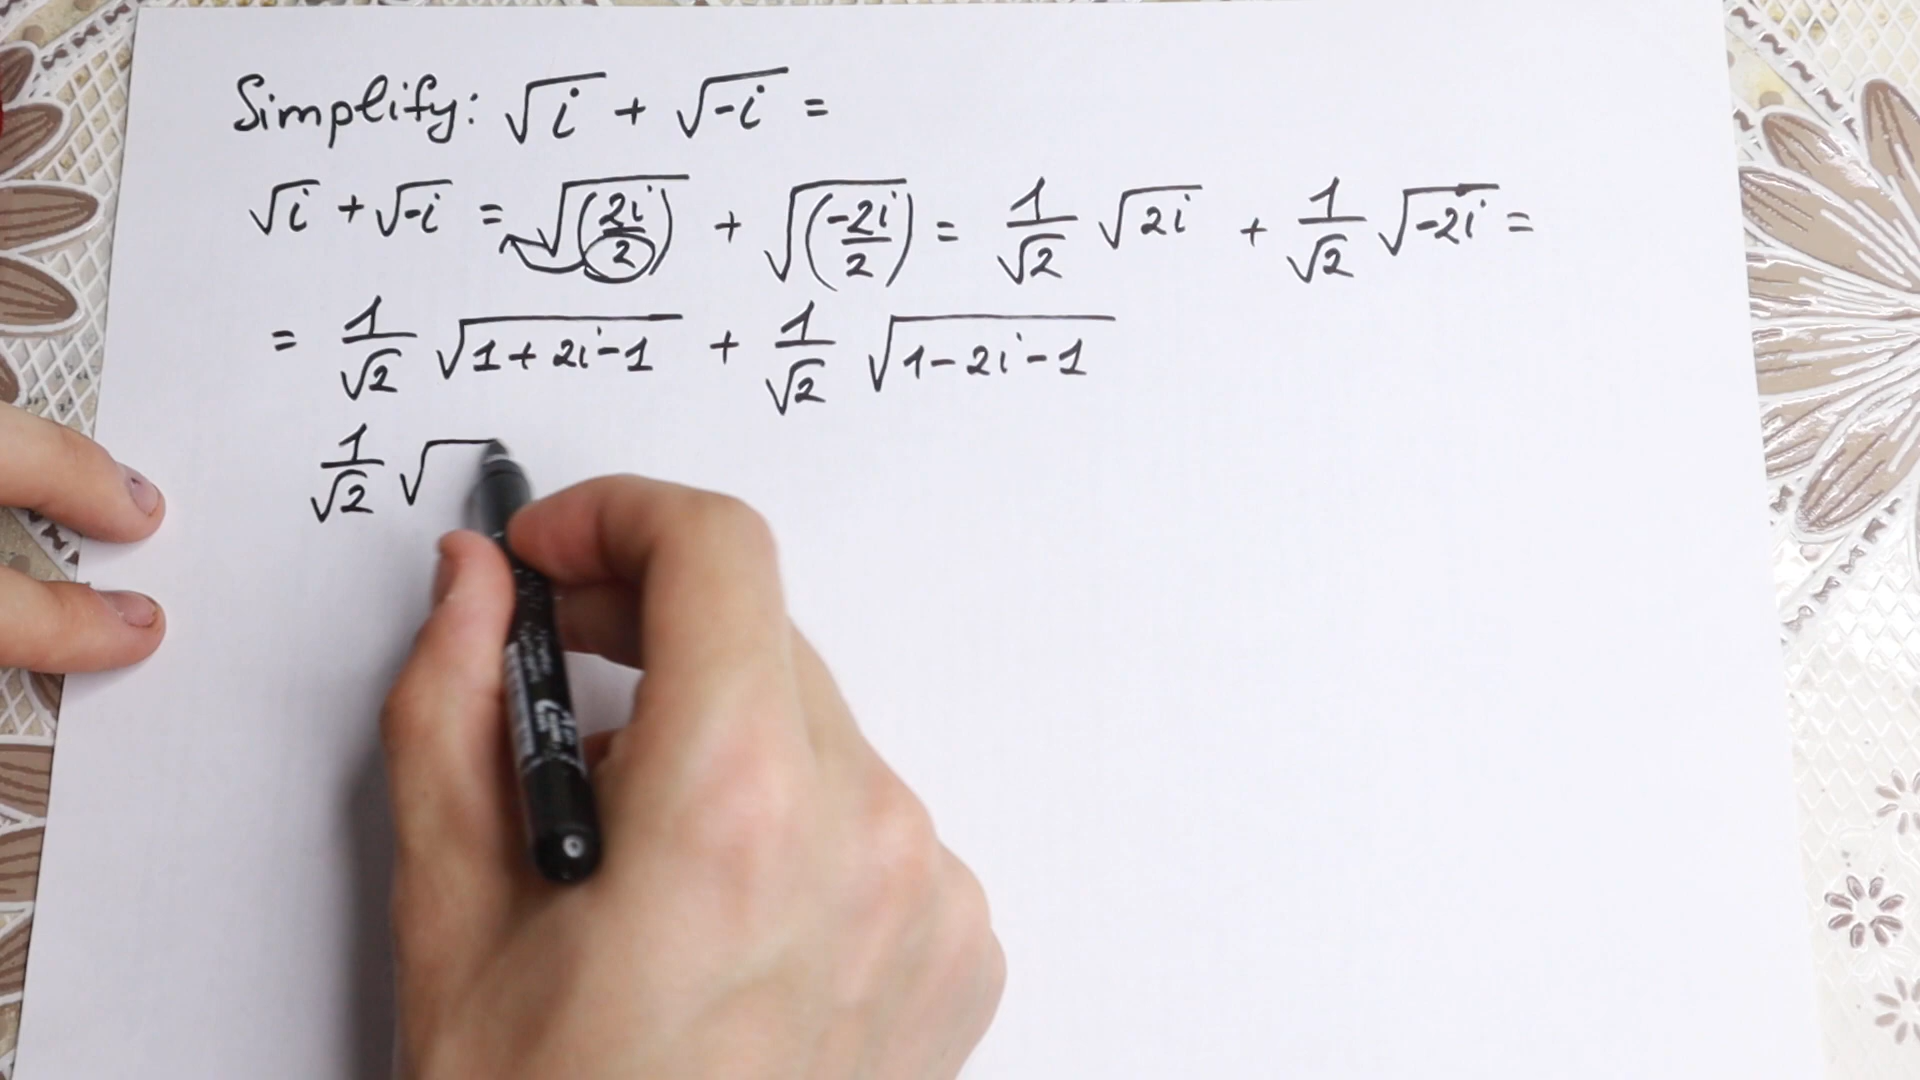 Simplify: √i + √-i =
√i + √-i = √(2i/2) + √(-2i/2) = 1/√2 √2i + 1/√2 √-2i =
= 1/√2 √1+2i-1 + 1/√2 √1-2i-1
1/√2 √